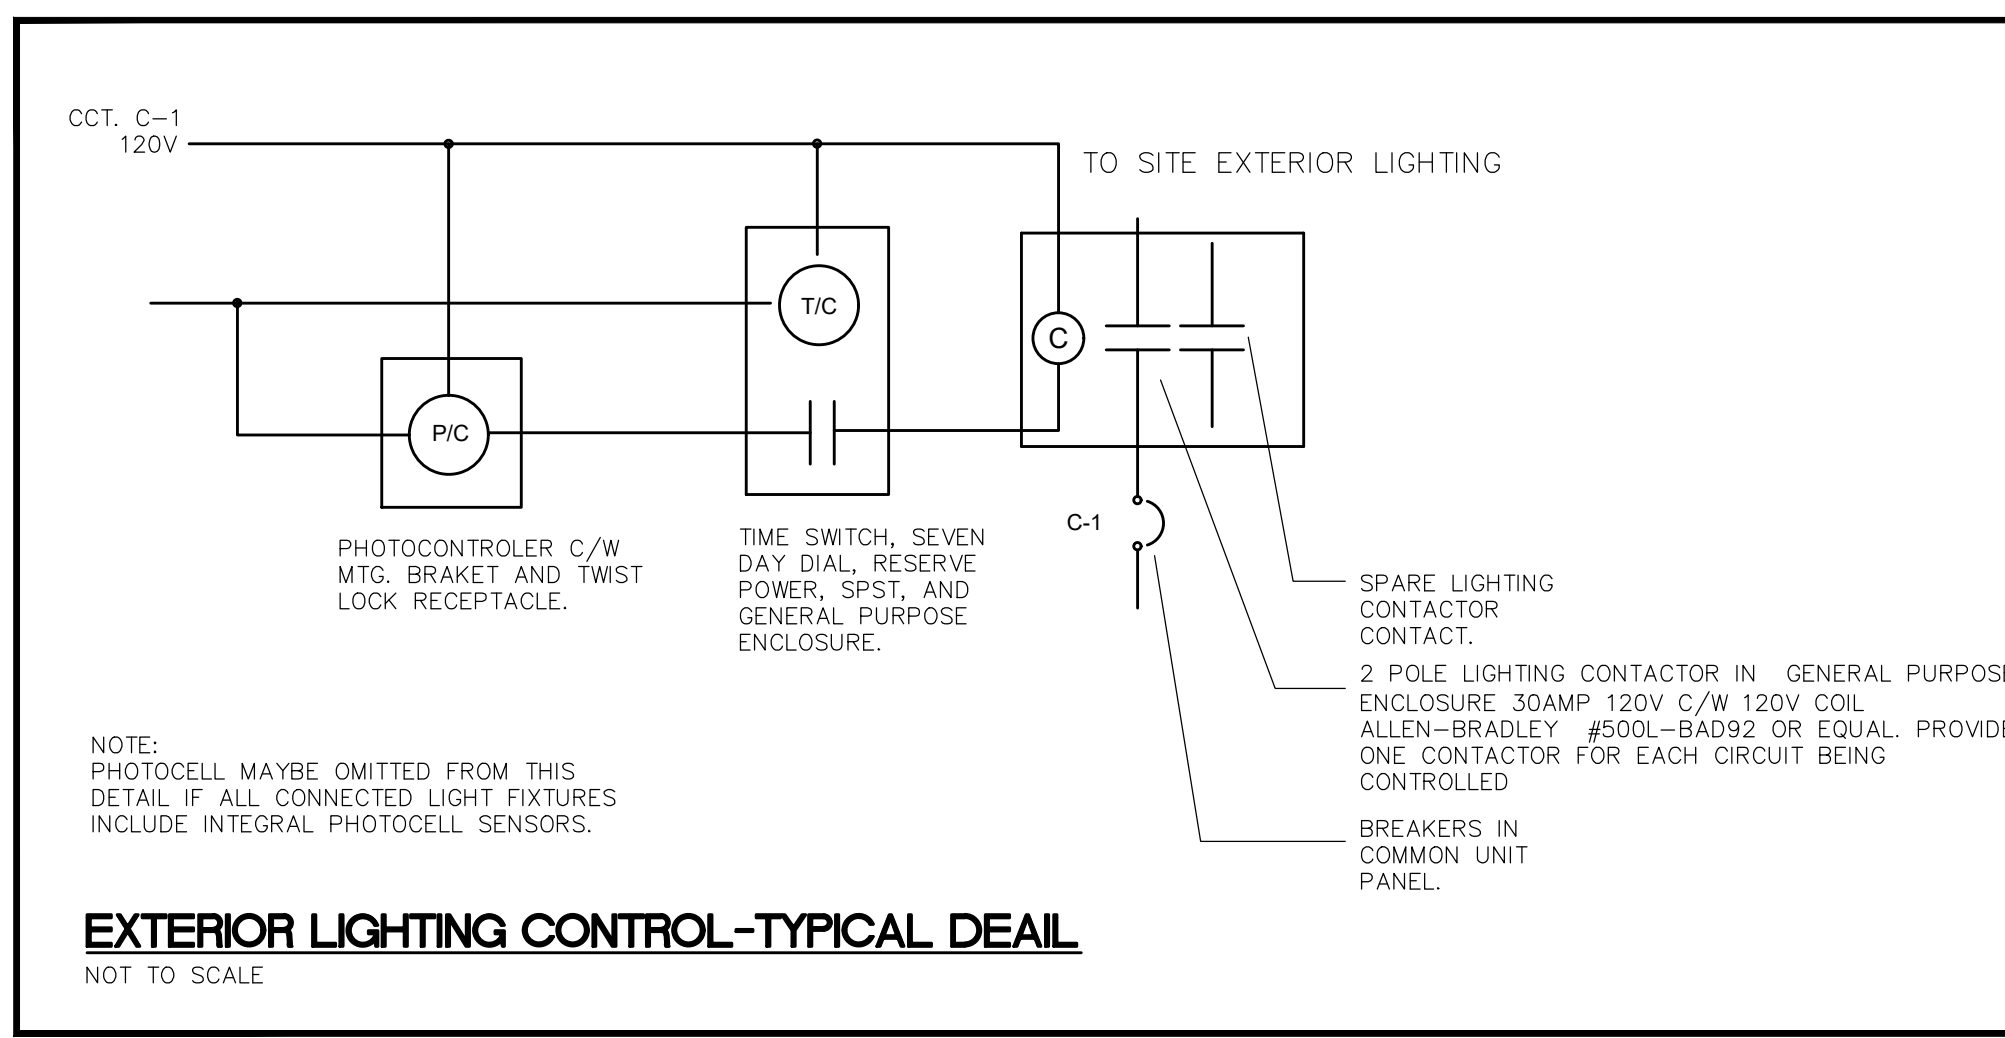 CCT. C-1
120V
TO SITE EXTERIOR LIGHTING
T/C
C
P/C
C-1
PHOTOCONTROLER C/W
MTG. BRAKET AND TWIST
LOCK RECEPTACLE.
TIME SWITCH, SEVEN
DAY DIAL, RESERVE
POWER, SPST, AND
GENERAL PURPOSE
ENCLOSURE.
SPARE LIGHTING
CONTACTOR
CONTACT.
2 POLE LIGHTING CONTACTOR IN GENERAL PURPOSE
ENCLOSURE 30AMP 120V C/W 120V COIL
ALLEN-BRADLEY #500L-BAD92 OR EQUAL. PROVIDE
ONE CONTACTOR FOR EACH CIRCUIT BEING
CONTROLLED
BREAKERS IN
COMMON UNIT
PANEL.
NOTE:
PHOTOCELL MAYBE OMITTED FROM THIS
DETAIL IF ALL CONNECTED LIGHT FIXTURES
INCLUDE INTEGRAL PHOTOCELL SENSORS.
EXTERIOR LIGHTING CONTROL-TYPICAL DEAIL
NOT TO SCALE